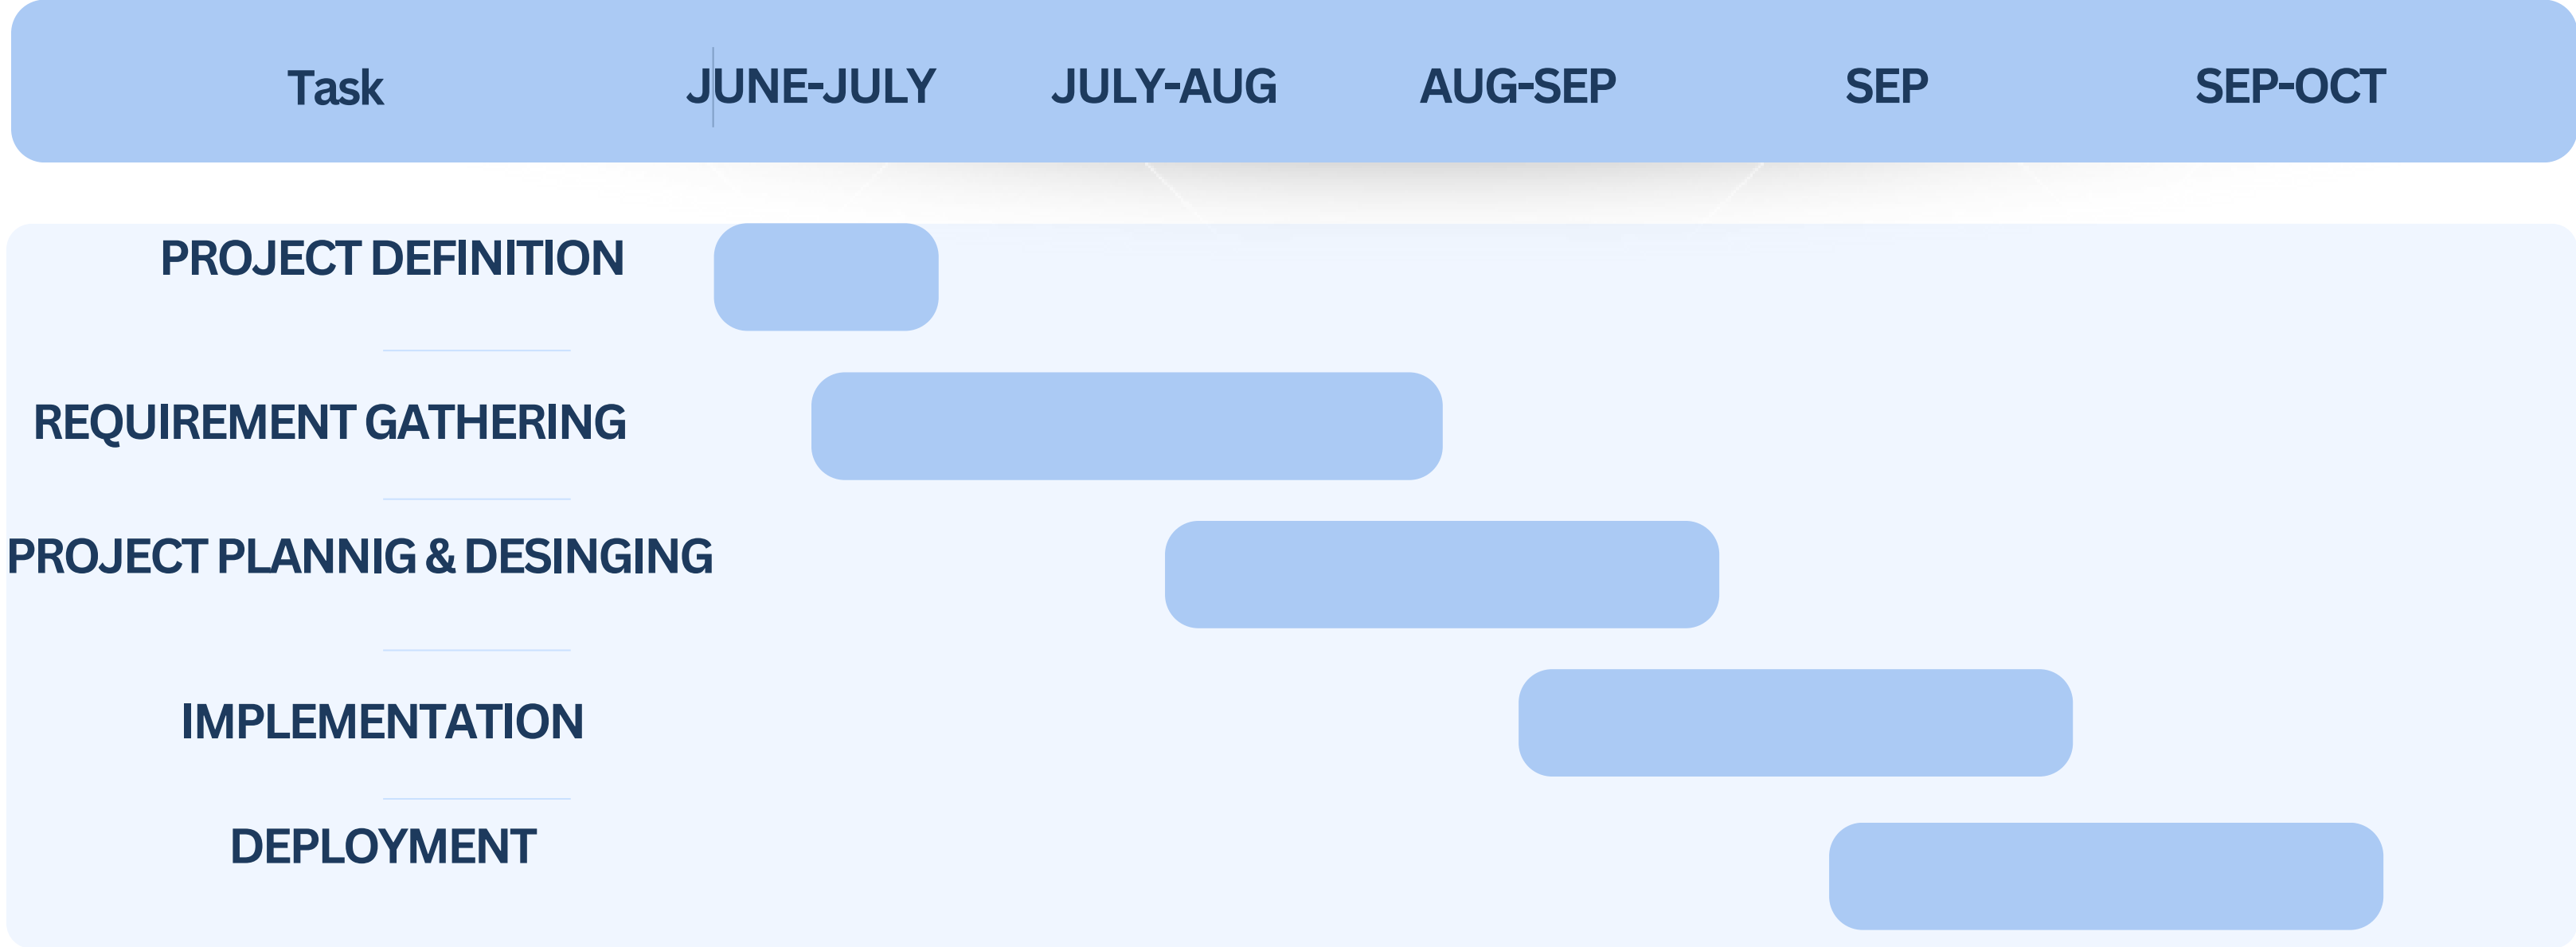 Task JUNE-JULY JULY-AUG AUG-SEP SEP SEP-OCT
PROJECT DEFINITION
REQUIREMENT GATHERING
PROJECT PLANNIG & DESINGING
IMPLEMENTATION
DEPLOYMENT